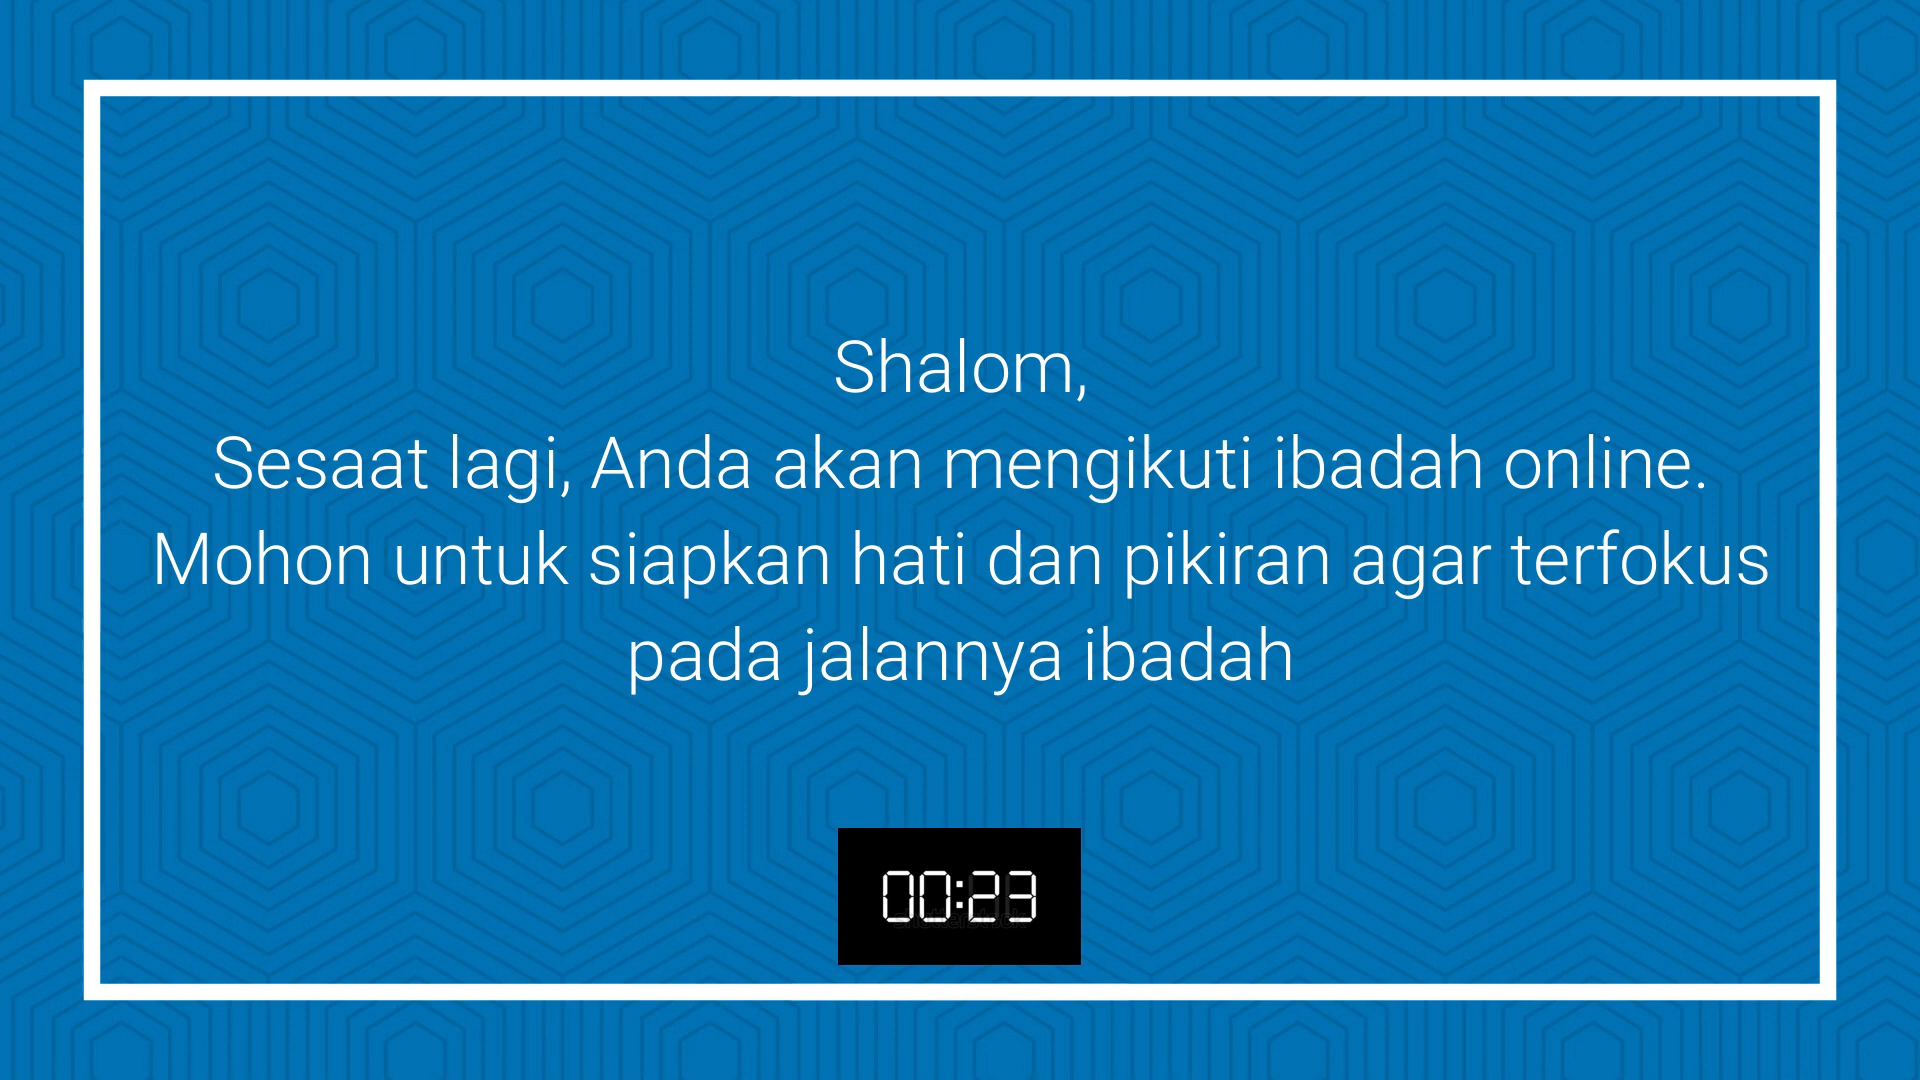 Shalom,
Sesaat lagi, Anda akan mengikuti ibadah online.
Mohon untuk siapkan hati dan pikiran agar terfokus
pada jalannya ibadah
00:23